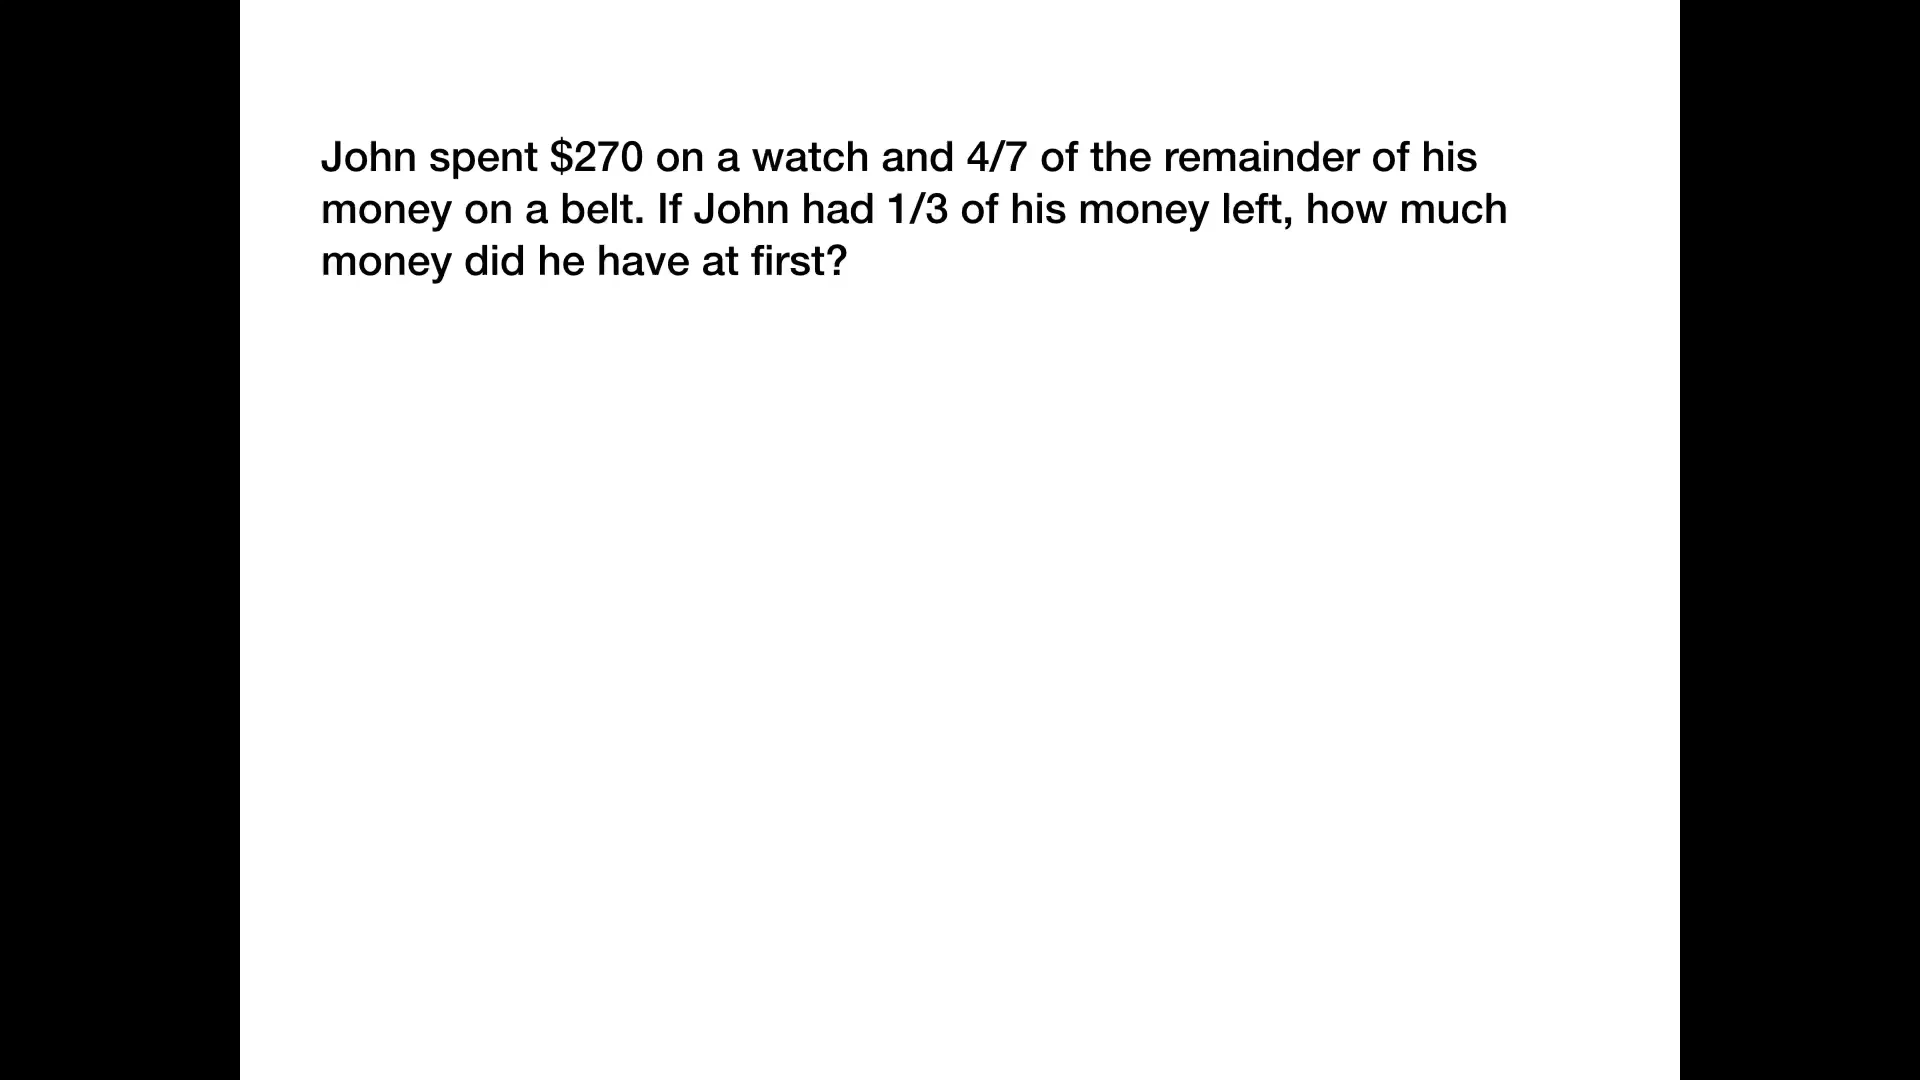 John spent $270 on a watch and 4/7 of the remainder of his
money on a belt. If John had 1/3 of his money left, how much
money did he have at first?